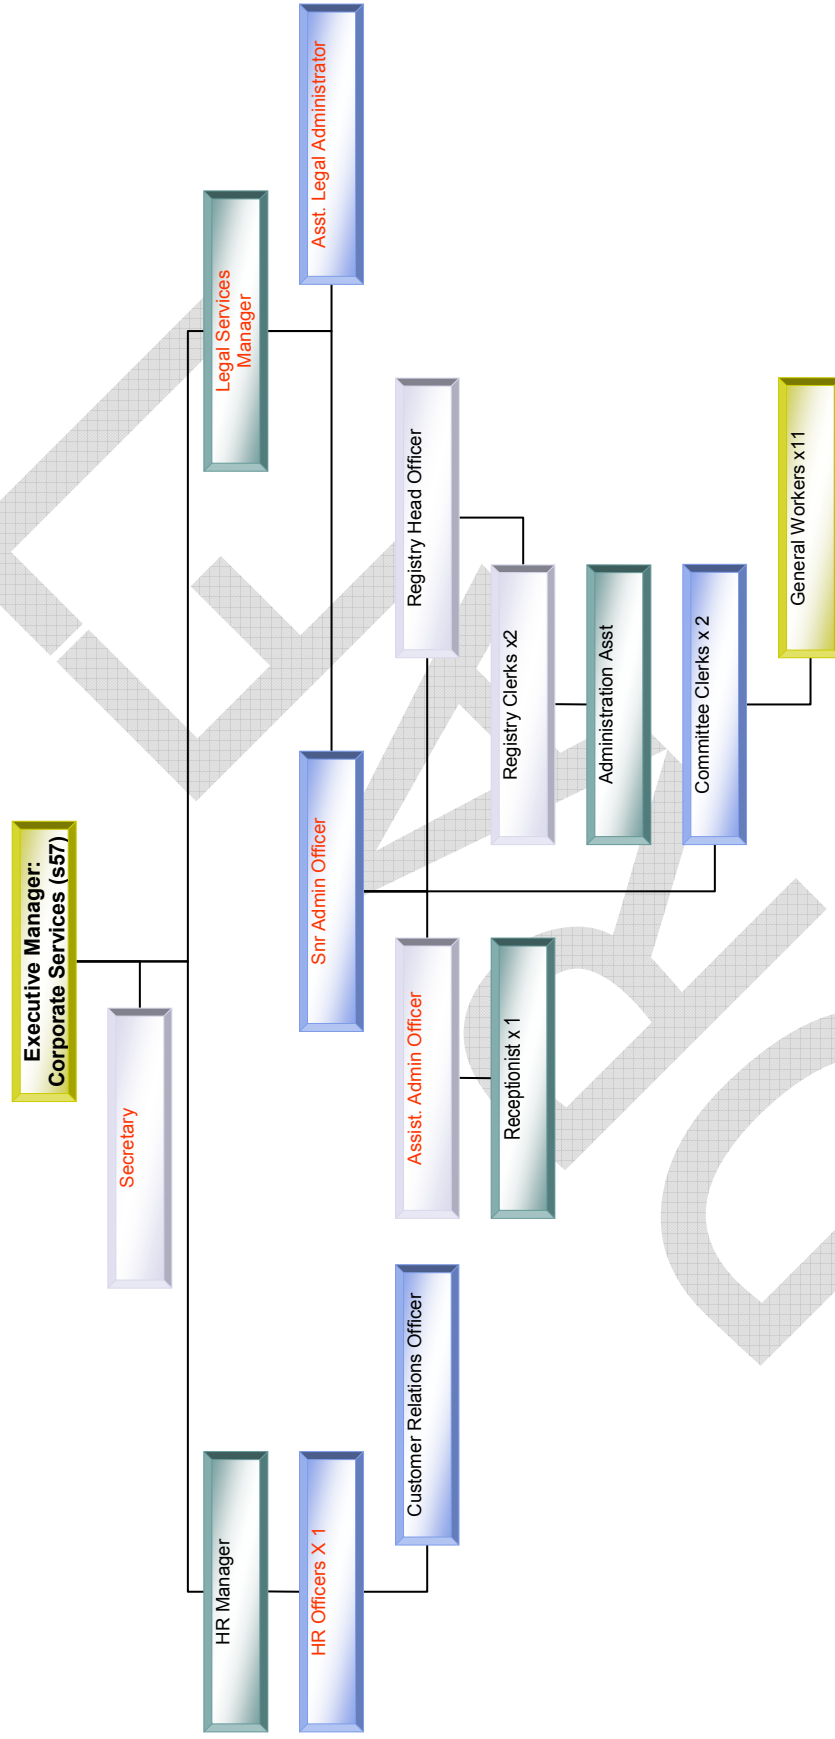 Executive Manager:
Corporate Services (s57)
Secretary
HR Manager
Legal Services
Manager
HR Officers X 1
Snr Admin Officer
Asst. Legal Administrator
Customer Relations Officer
Assist. Admin Officer
Registry Head Officer
Receptionist x 1
Registry Clerks x2
Administration Asst
Committee Clerks x 2
General Workers x11
DRAFT